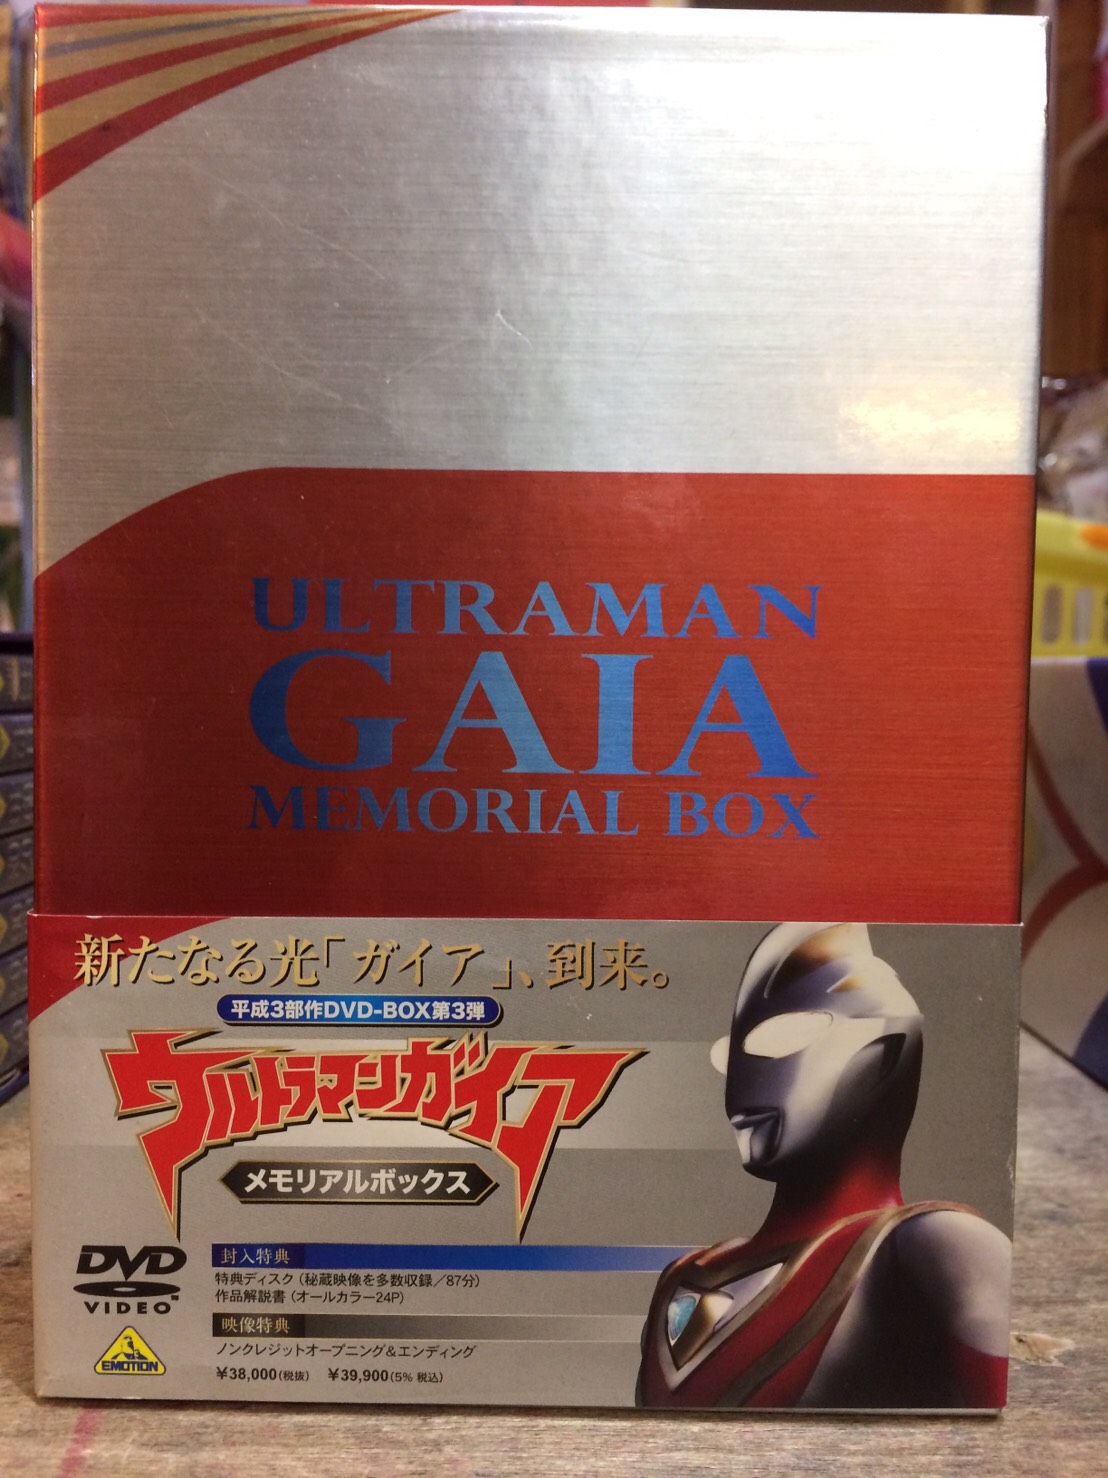 ULTRAMAN
GAIA
MEMORIAL BOX
新たなる光「ガイア」、到来。
平成3部作DVD-BOX第3弾
ウルトラマンガイア
メモリアルボックス
DVD
VIDEO™
EMOTION
封入特典
特典ディスク（秘蔵映像を多数収録／87分）
作品解説書（オールカラー24P）
映像特典
ノンクレジットオープニング&エンディング
¥38,000（税抜） ¥39,900（5% 税込）